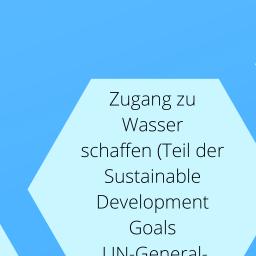 Zugang zu
Wasser
schaffen (Teil der
Sustainable
Development
Goals
UN-General-